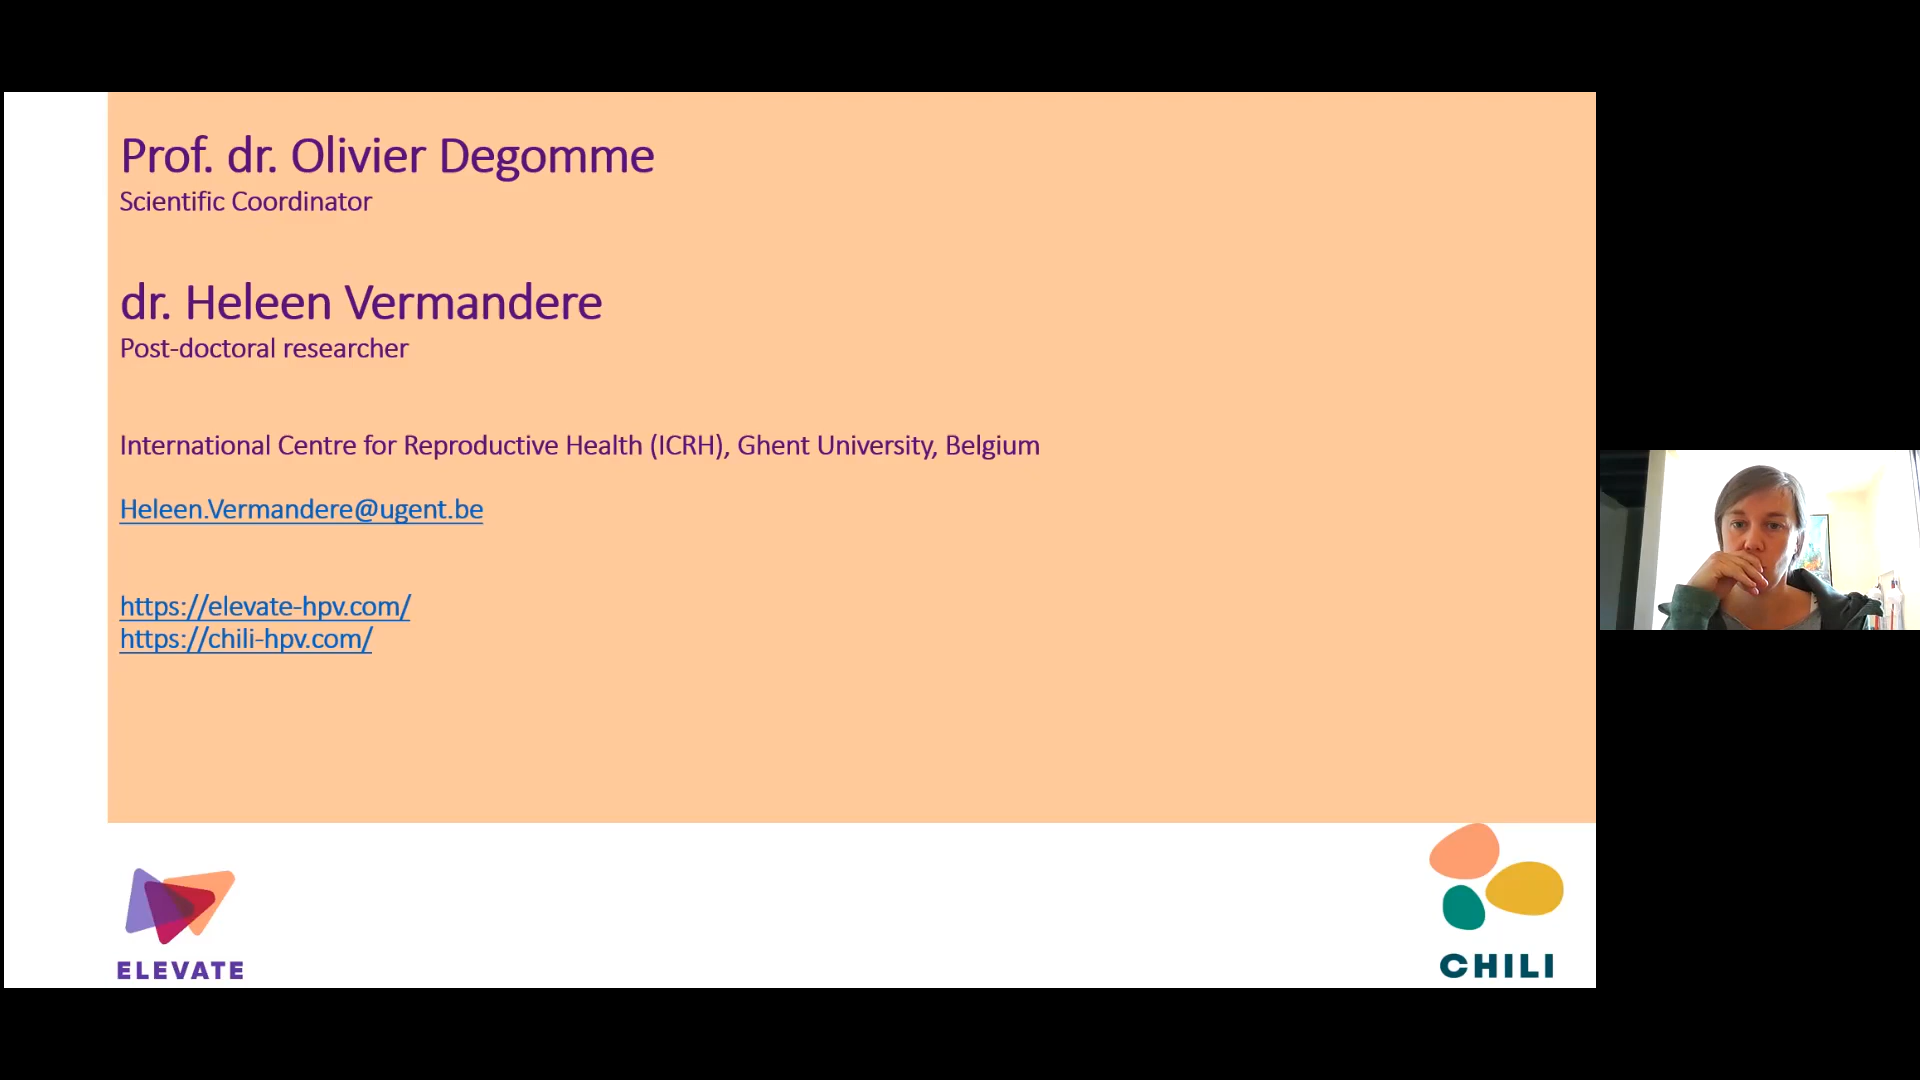 Prof. dr. Olivier Degomme
Scientific Coordinator
dr. Heleen Vermandere
Post-doctoral researcher
International Centre for Reproductive Health (ICRH), Ghent University, Belgium
Heleen.Vermandere@ugent.be
https://elevate-hpv.com/
https://chili-hpv.com/
ELEVATE
CHILI